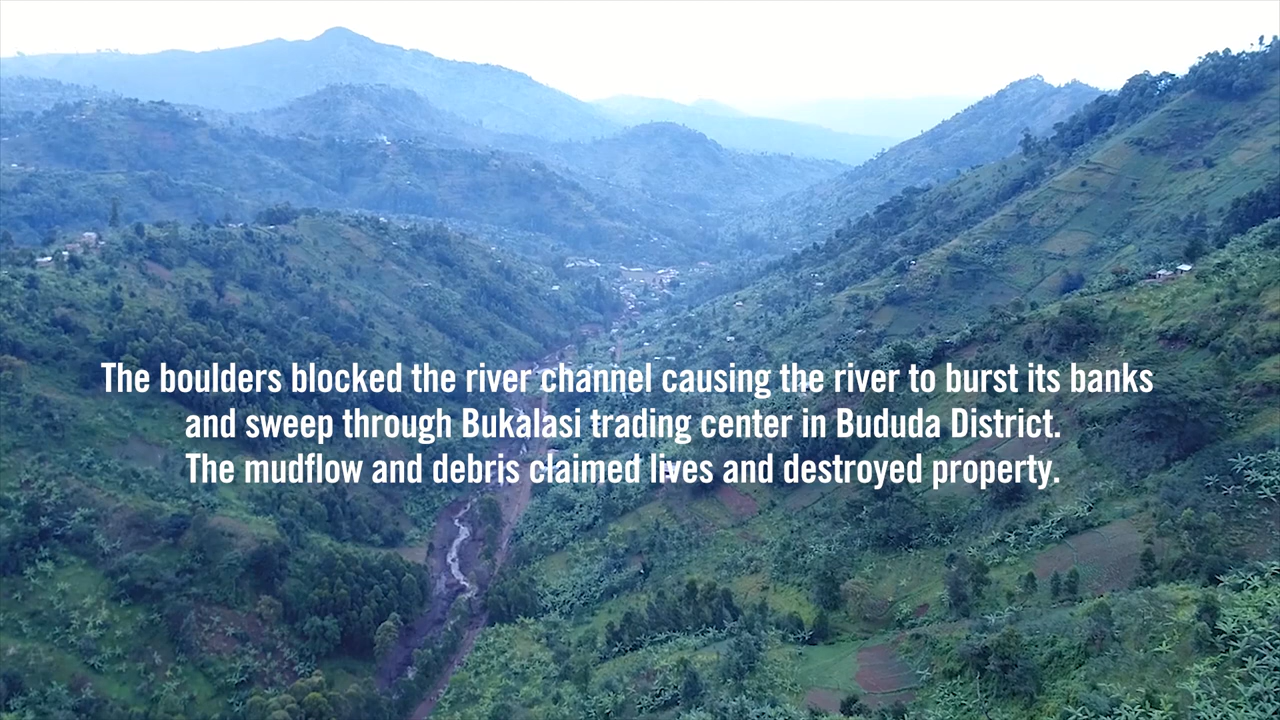 The boulders blocked the river channel causing the river to burst its banks
and sweep through Bukalasi trading center in Bududa District.
The mudflow and debris claimed lives and destroyed property.